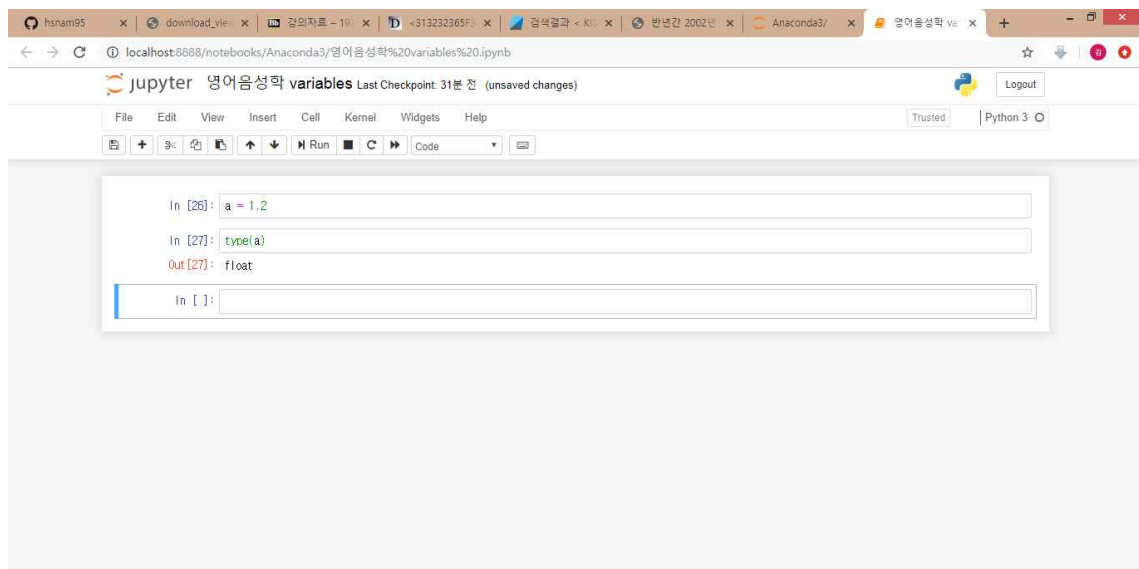 hsnam95 download_view 강의자료 – 19 <313232365F3 검색결과 < KIS 반년간 2002년 Anaconda3/ 영어음성학 va
localhost:8888/notebooks/Anaconda3/영어음성학%20variables%20.ipynb
jupyter 영어음성학 variables Last Checkpoint: 31분 전 (unsaved changes) Logout
File Edit View Insert Cell Kernel Widgets Help Trusted Python 3
Run Code
In [26]: a = 1.2
In [27]: type(a)
Out[27]: float
In [ ]: